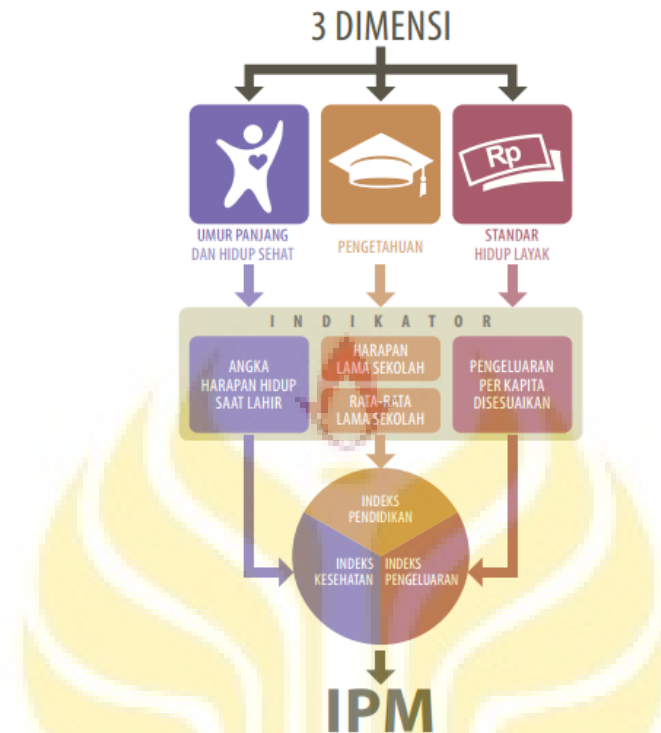 3 DIMENSI
Rp
UMUR PANJANG
DAN HIDUP SEHAT
PENGETAHUAN
STANDAR
HIDUP LAYAK
INDIKATOR
ANGKA
HARAPAN HIDUP
SAAT LAHIR
HARAPAN
LAMA SEKOLAH
RATA-RATA
LAMA SEKOLAH
PENGELUARAN
PER KAPITA
DISESUAIKAN
INDEKS
PENDIDIKAN
INDEKS
KESEHATAN
INDEKS
PENGELUARAN
IPM